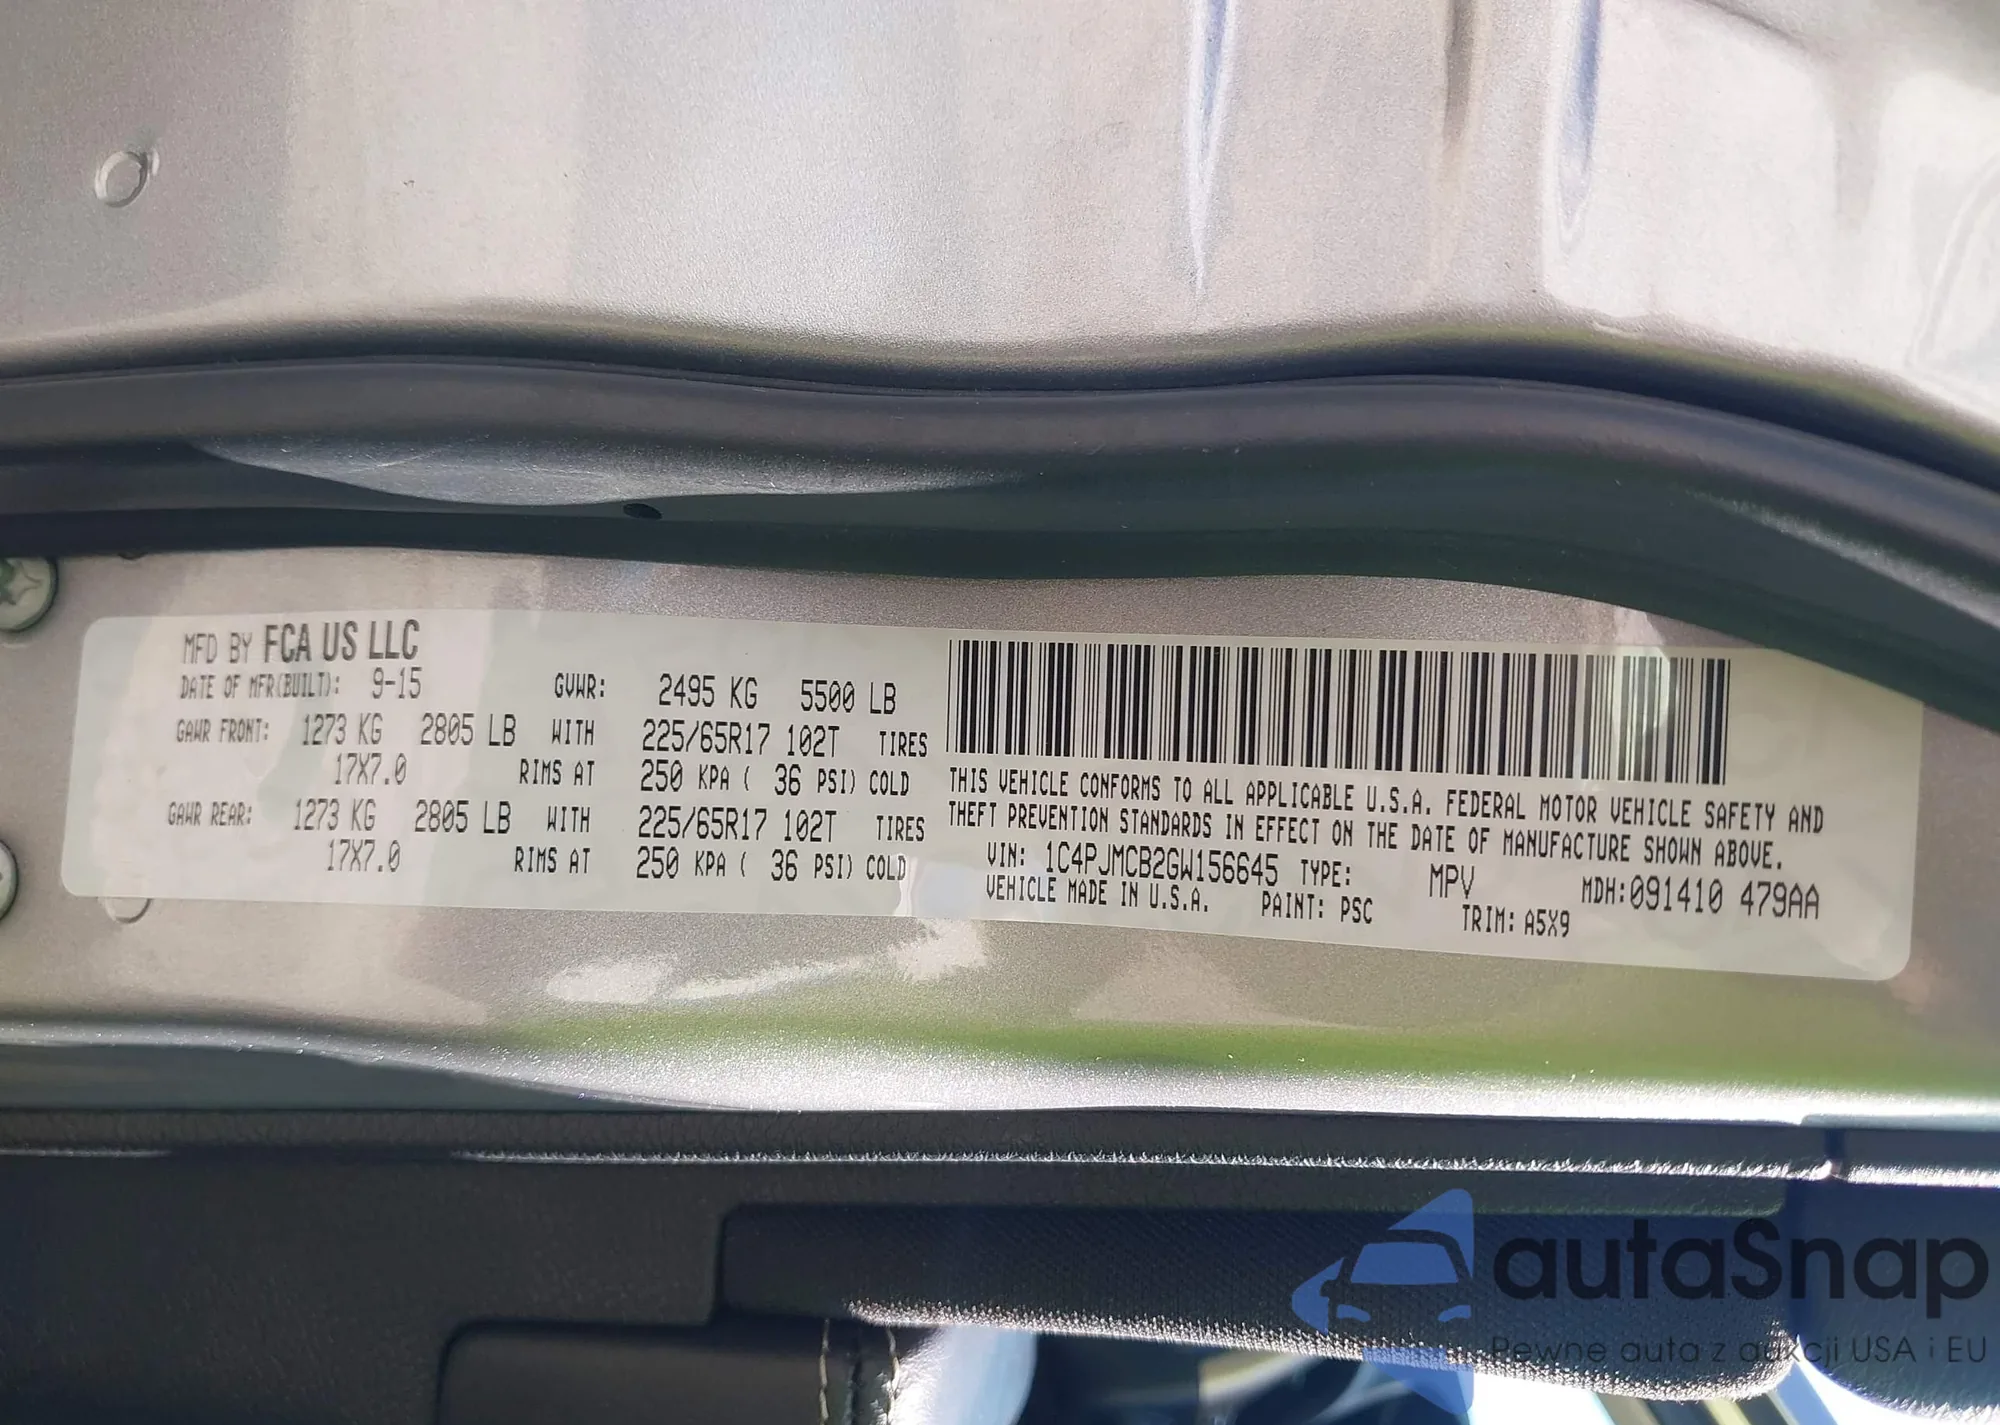 MFD BY FCA US LLC
DATE OF MFR(BUILT): 9-15 GVWR: 2495 KG 5500 LB
GAWR FRONT: 1273 KG 2805 LB WITH 225/65R17 102T TIRES
17X7.0 RIMS AT 250 KPA ( 36 PSI) COLD
GAWR REAR: 1273 KG 2805 LB WITH 225/65R17 102T TIRES
17X7.0 RIMS AT 250 KPA ( 36 PSI) COLD
THIS VEHICLE CONFORMS TO ALL APPLICABLE U.S.A. FEDERAL MOTOR VEHICLE SAFETY AND
THEFT PREVENTION STANDARDS IN EFFECT ON THE DATE OF MANUFACTURE SHOWN ABOVE.
VIN: 1C4PJMCB2GW156645 TYPE: MPV MDH:091410 479AA
VEHICLE MADE IN U.S.A. PAINT: PSC TRIM: A5X9
autaSnap
Pewne auta z aukcji USA i EU